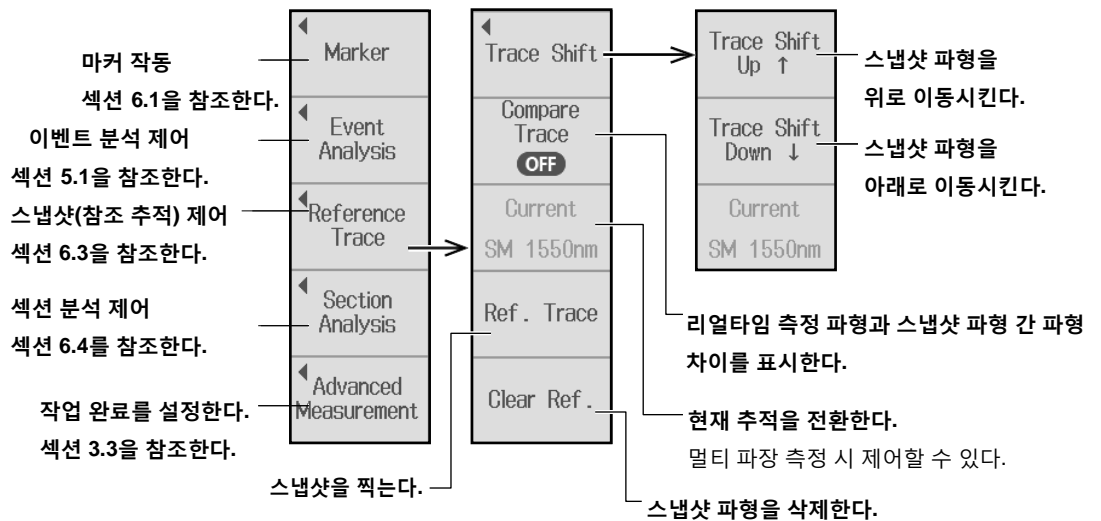 마커 작동
섹션 6.1을 참조한다.
이벤트 분석 제어
섹션 5.1을 참조한다.
스냅샷(참조 추적) 제어
섹션 6.3을 참조한다.
섹션 분석 제어
섹션 6.4를 참조한다.
작업 완료를 설정한다.
섹션 3.3을 참조한다.
Marker
Event
Analysis
Reference
Trace
Section
Analysis
Advanced
Measurement
Trace Shift
Compare
Trace
OFF
Current
SM 1550nm
Ref. Trace
Clear Ref.
스냅샷을 찍는다.
Trace Shift
Up ↑
Trace Shift
Down ↓
Current
SM 1550nm
스냅샷 파형을
위로 이동시킨다.
스냅샷 파형을
아래로 이동시킨다.
리얼타임 측정 파형과 스냅샷 파형 간 파형
차이를 표시한다.
현재 추적을 전환한다.
멀티 파장 측정 시 제어할 수 있다.
스냅샷 파형을 삭제한다.